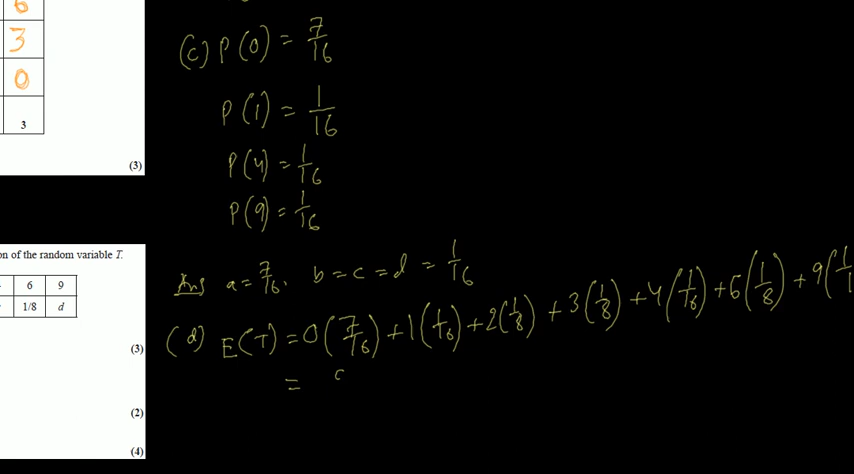 6
3
0
3
(3)
on of the random variable T.
6 9
1/8 d
(3)
(2)
(4)
(c) P(0) = 7/16
P(1) = 1/16
P(4) = 1/16
P(9) = 1/16
Ans a = 7/16, b = c = d = 1/16
(d) E(T) = 0(7/16) + 1(1/16) + 2(1/8) + 3(1/8) + 4(1/16) + 6(1/8) + 9(1/1
=